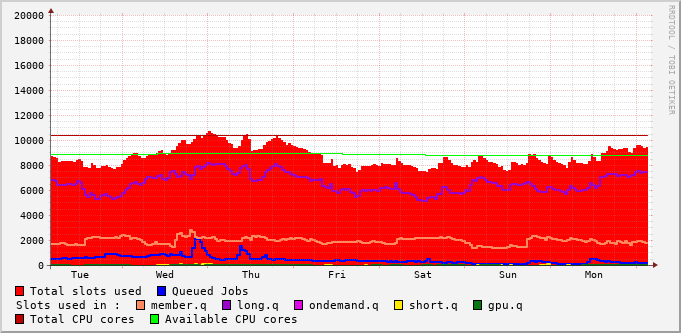 20000
18000
16000
14000
12000
10000
8000
6000
4000
2000
0
Tue Wed Thu Fri Sat Sun Mon
Total slots used Queued Jobs
Slots used in : member.q long.q ondemand.q short.q gpu.q
Total CPU cores Available CPU cores
RRDTOOL / TOBI OETIKER